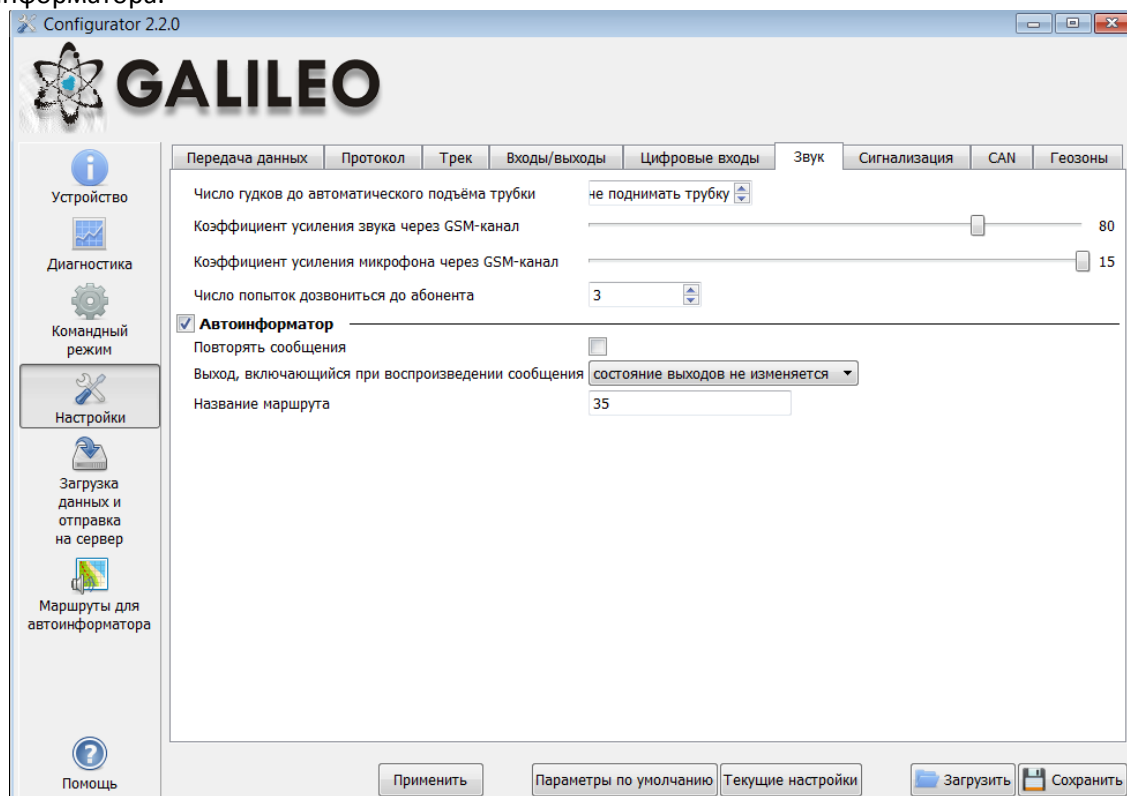 нформатора.
Configurator 2.2.0
GALILEO
Устройство
Диагностика
Командный
режим
Настройки
Загрузка
данных и
отправка
на сервер
Маршруты для
автоинформатора
Помощь
Передача данных Протокол Трек Входы/выходы Цифровые входы Звук Сигнализация CAN Геозоны
Число гудков до автоматического подъёма трубки не поднимать трубку
Коэффициент усиления звука через GSM-канал 80
Коэффициент усиления микрофона через GSM-канал 15
Число попыток дозвониться до абонента 3
Автоинформатор
Повторять сообщения
Выход, включающийся при воспроизведении сообщения состояние выходов не изменяется
Название маршрута 35
Применить Параметры по умолчанию Текущие настройки Загрузить Сохранить